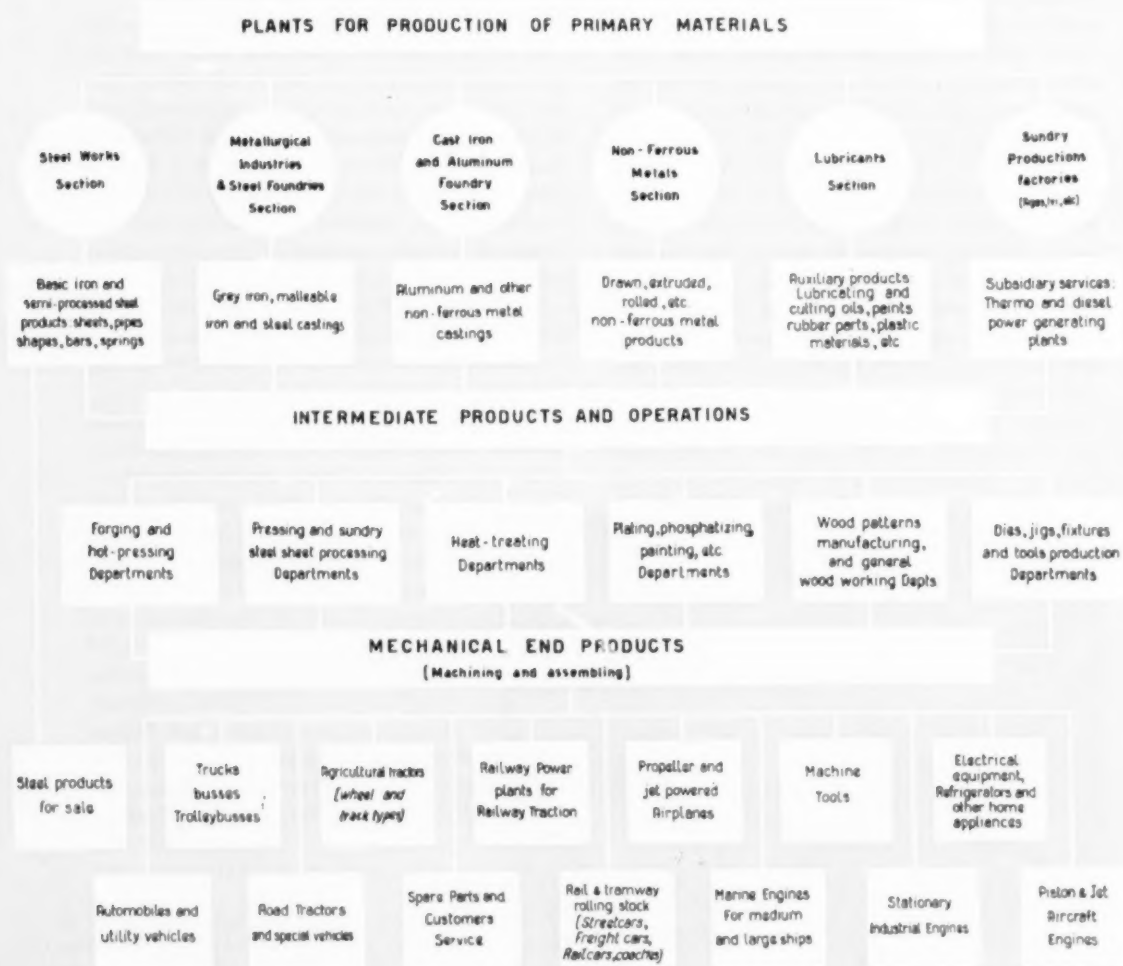 PLANTS FOR PRODUCTION OF PRIMARY MATERIALS
Steel Works
Section
Metallurgical
Industries
& Steel Foundries
Section
Cast Iron
and Aluminum
Foundry
Section
Non-Ferrous
Metals
Section
Lubricants
Section
Sundry
Productions
factories
Basic iron and
semi-processed steel
products: sheets, pipes
shapes, bars, springs
Grey iron, malleable
iron and steel castings
Aluminum and other
non-ferrous metal
castings
Drawn, extruded,
rolled, etc.
non-ferrous metal
products
Auxiliary products
Lubricating and
cutting oils, paints
rubber parts, plastic
materials, etc
Subsidiary services:
Thermo and diesel
power generating
plants
INTERMEDIATE PRODUCTS AND OPERATIONS
Forging and
hot-pressing
Departments
Pressing and sundry
steel sheet processing
Departments
Heat-treating
Departments
Plating, phosphatizing,
painting, etc
Departments
Wood patterns
manufacturing,
and general
wood working Depts
Dies, jigs, fixtures
and tools production
Departments
MECHANICAL END PRODUCTS
(Machining and assembling)
Steel products
for sale
Trucks
busses
Trolleybusses
Agricultural tractors
(wheel and
track types)
Railway Power
plants for
Railway Traction
Propeller and
jet powered
Airplanes
Machine
Tools
Electrical
equipment,
Refrigerators and
other home
appliances
Automobiles and
utility vehicles
Road Tractors
and special vehicles
Spare Parts and
Customers
Service
Rail & tramway
rolling stock
(Streetcars,
Freight cars,
Railcars, coaches)
Marine Engines
For medium
and large ships
Stationary
Industrial Engines
Piston & Jet
Aircraft
Engines